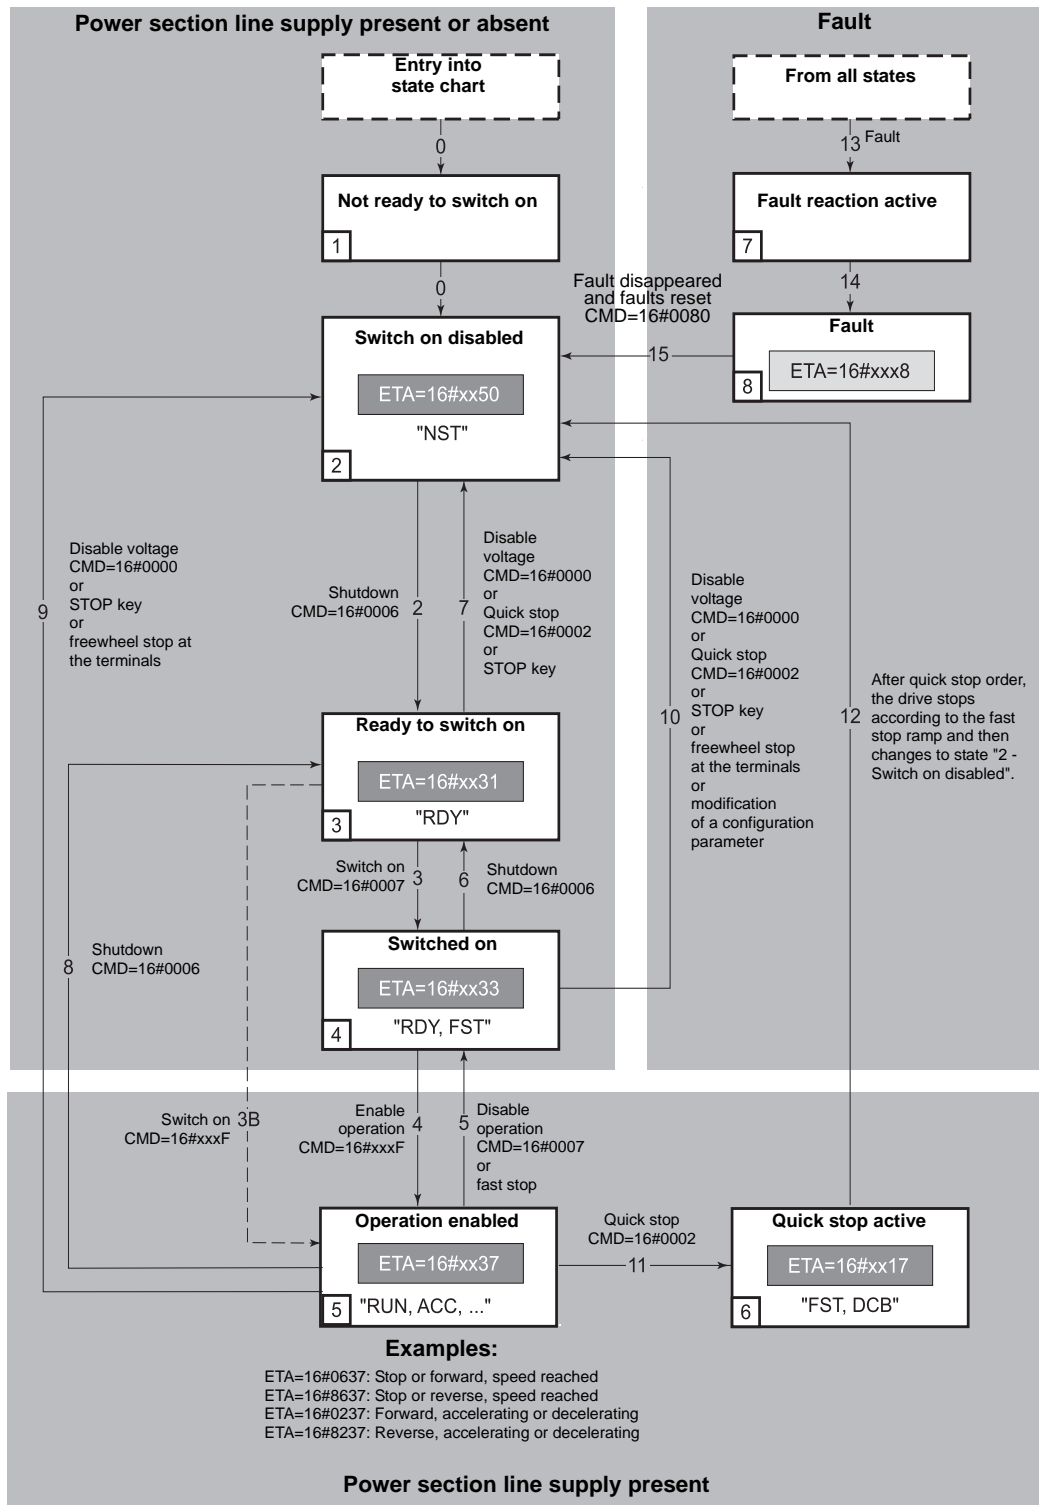 Power section line supply present or absent
Fault
Entry into
state chart
From all states
0
13 Fault
Not ready to switch on
1
Fault reaction active
7
0
14
Fault disappeared
and faults reset
CMD=16#0080
Switch on disabled
ETA=16#xx50
"NST"
2
15
Fault
ETA=16#xxx8
8
Disable voltage
CMD=16#0000
or
STOP key
or
freewheel stop at
the terminals
9
Shutdown
CMD=16#0006
2
7
Disable
voltage
CMD=16#0000
or
Quick stop
CMD=16#0002
or
STOP key
10
Disable
voltage
CMD=16#0000
or
Quick stop
CMD=16#0002
or
STOP key
or
freewheel stop
at the terminals
or
modification
of a configuration
parameter
12
After quick stop order,
the drive stops
according to the fast
stop ramp and then
changes to state "2 -
Switch on disabled".
Ready to switch on
ETA=16#xx31
"RDY"
3
Switch on
CMD=16#0007
3
6
Shutdown
CMD=16#0006
8
Shutdown
CMD=16#0006
Switched on
ETA=16#xx33
"RDY, FST"
4
Switch on
CMD=16#xxxF
3B
Enable
operation
CMD=16#xxxF
4
5
Disable
operation
CMD=16#0007
or
fast stop
Operation enabled
ETA=16#xx37
"RUN, ACC, ..."
5
Quick stop
CMD=16#0002
11
Quick stop active
ETA=16#xx17
"FST, DCB"
6
Examples:
ETA=16#0637: Stop or forward, speed reached
ETA=16#8637: Stop or reverse, speed reached
ETA=16#0237: Forward, accelerating or decelerating
ETA=16#8237: Reverse, accelerating or decelerating
Power section line supply present